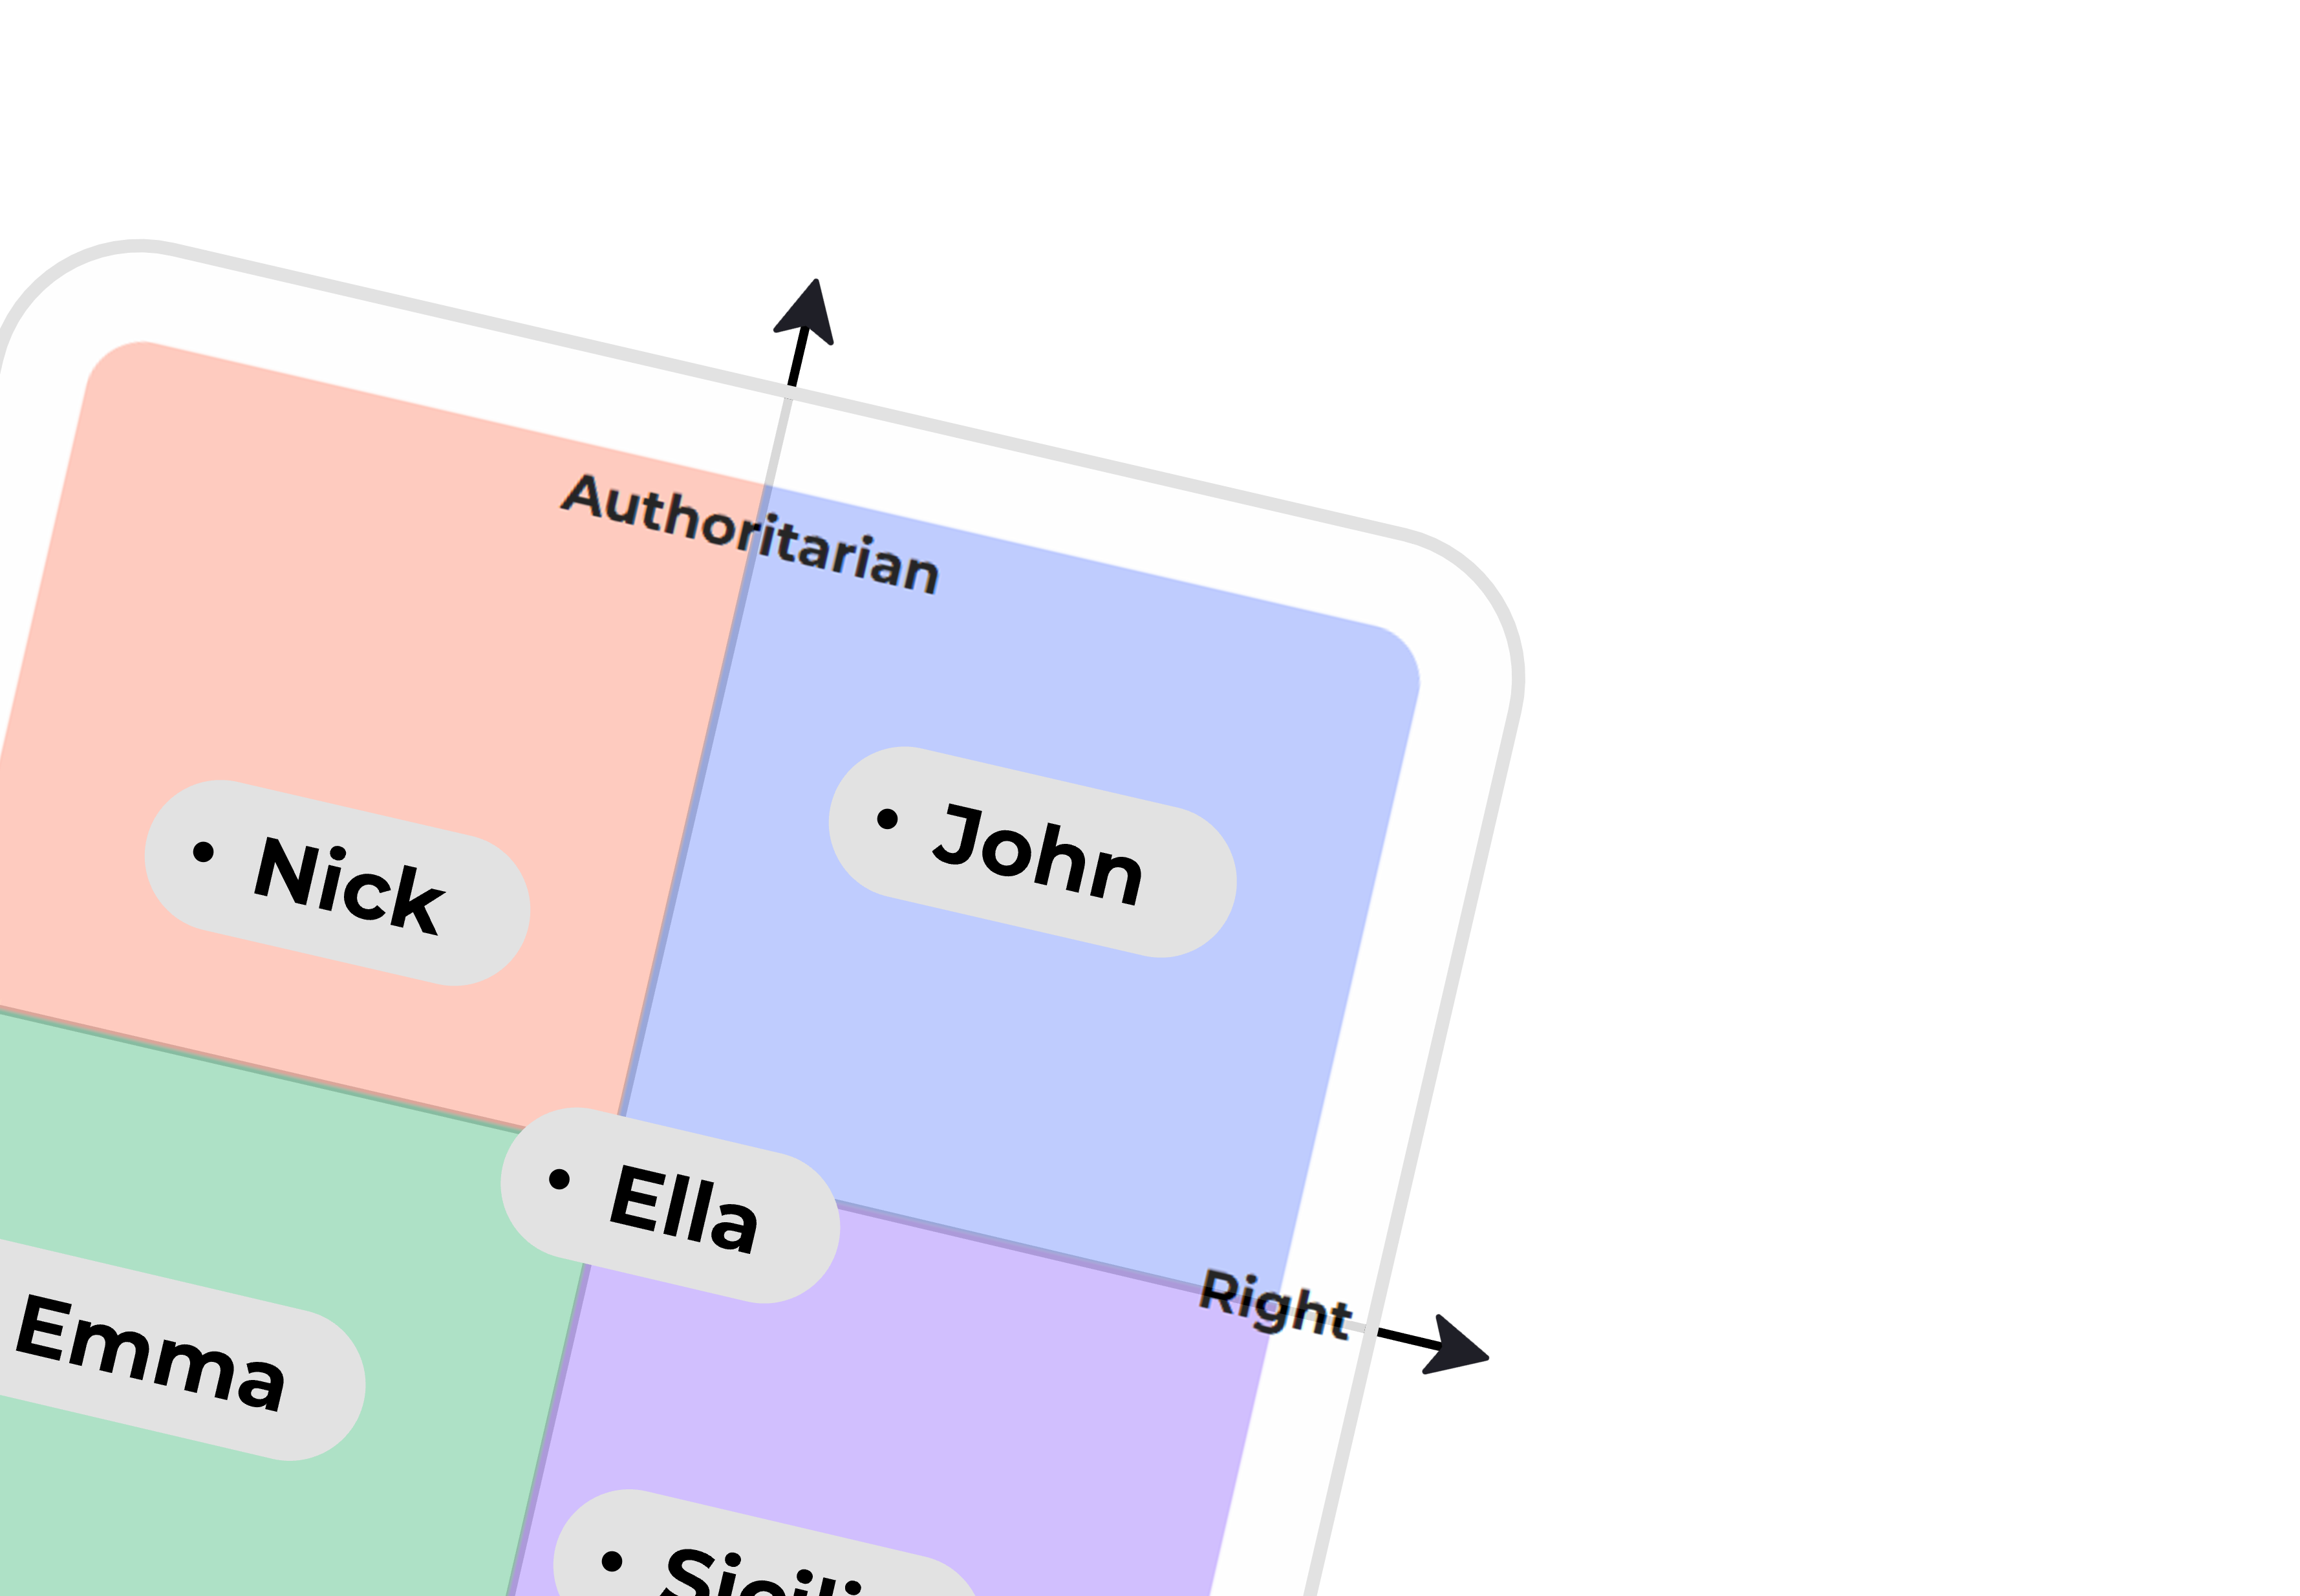 Authoritarian
• John
• Nick
• Ella
Right
Emma